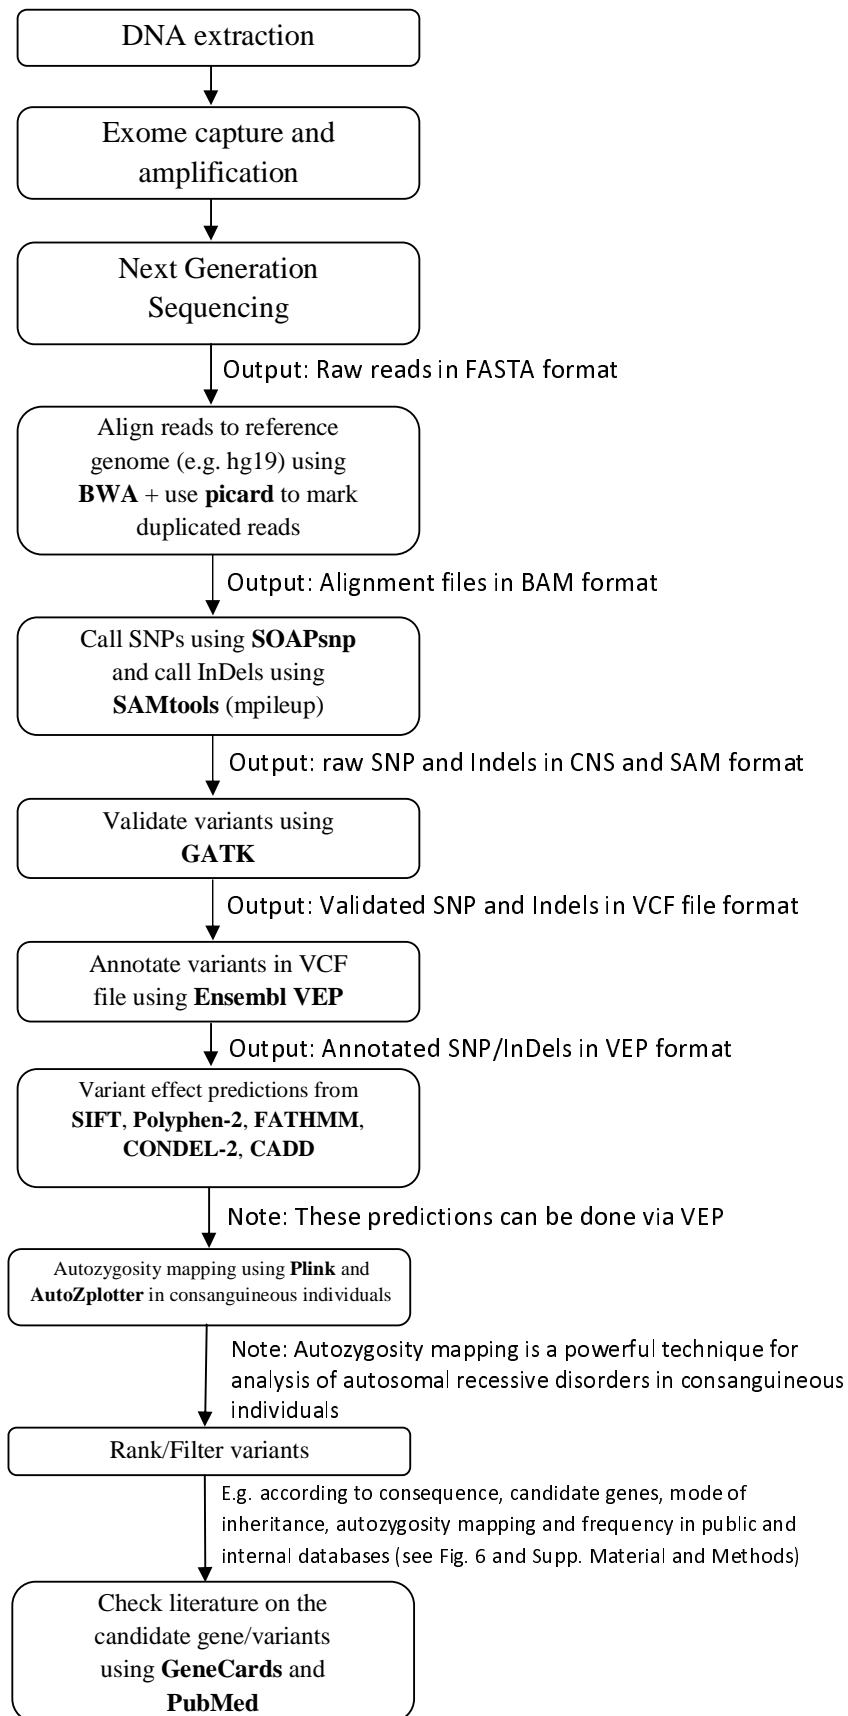 DNA extraction
Exome capture and
amplification
Next Generation
Sequencing
Output: Raw reads in FASTA format
Align reads to reference
genome (e.g. hg19) using
BWA + use picard to mark
duplicated reads
Output: Alignment files in BAM format
Call SNPs using SOAPsnp
and call InDels using
SAMtools (mpileup)
Output: raw SNP and Indels in CNS and SAM format
Validate variants using
GATK
Output: Validated SNP and Indels in VCF file format
Annotate variants in VCF
file using Ensembl VEP
Output: Annotated SNP/InDels in VEP format
Variant effect predictions from
SIFT, Polyphen-2, FATHMM,
CONDEL-2, CADD
Note: These predictions can be done via VEP
Autozygosity mapping using Plink and
AutoZplotter in consanguineous individuals
Note: Autozygosity mapping is a powerful technique for
analysis of autosomal recessive disorders in consanguineous
individuals
Rank/Filter variants
E.g. according to consequence, candidate genes, mode of
inheritance, autozygosity mapping and frequency in public and
internal databases (see Fig. 6 and Supp. Material and Methods)
Check literature on the
candidate gene/variants
using GeneCards and
PubMed